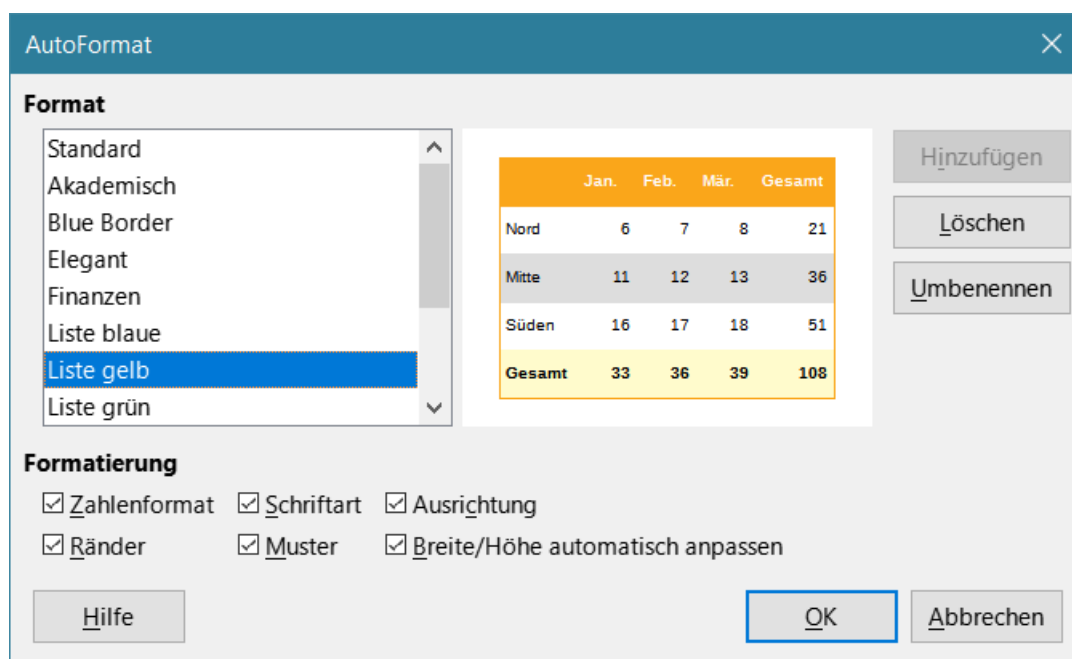 AutoFormat
Format
Standard
Akademisch
Blue Border
Elegant
Finanzen
Liste blaue
Liste gelb
Liste grün
Jan. Feb. Mär. Gesamt
Nord 6 7 8 21
Mitte 11 12 13 36
Süden 16 17 18 51
Gesamt 33 36 39 108
Hinzufügen
Löschen
Umbenennen
Formatierung
Zahlenformat Schriftart Ausrichtung
Ränder Muster Breite/Höhe automatisch anpassen
Hilfe OK Abbrechen